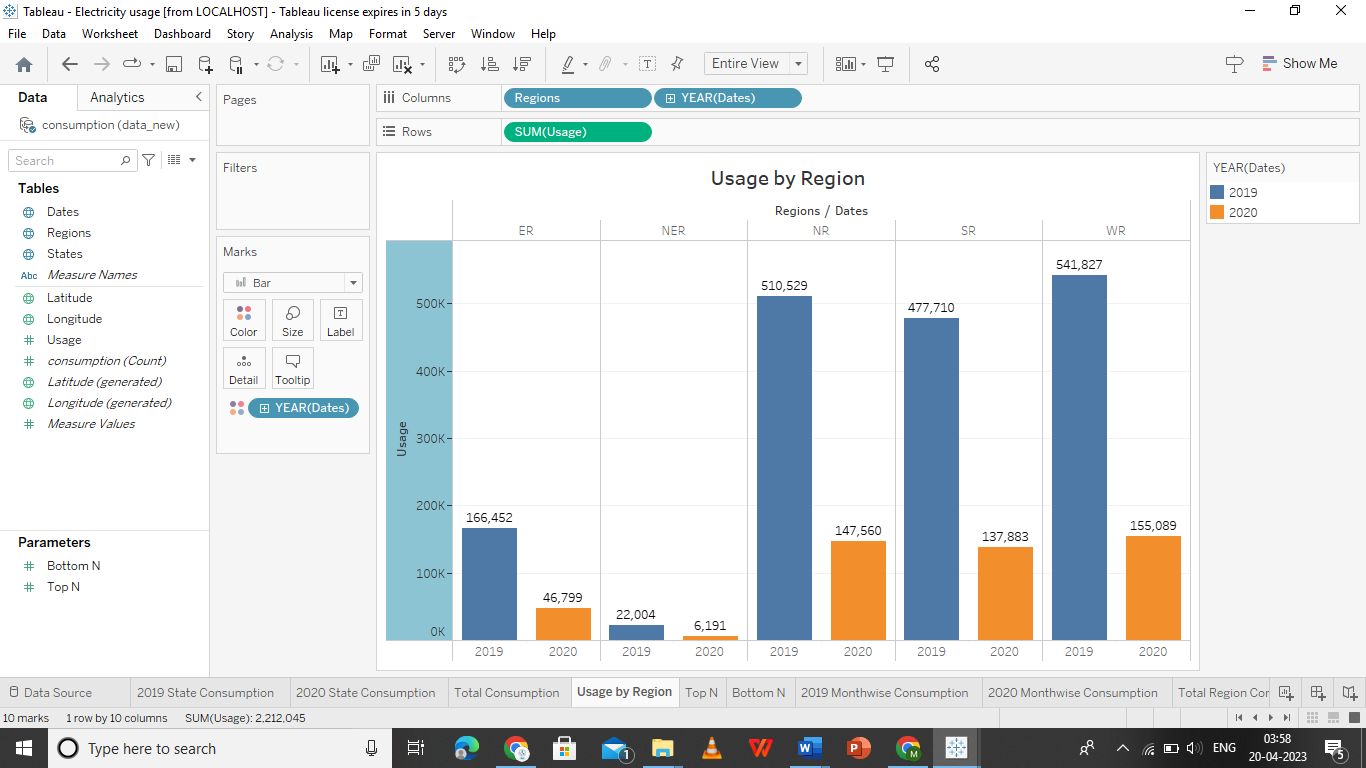 Tableau - Electricity usage [from LOCALHOST] - Tableau license expires in 5 days
File Data Worksheet Dashboard Story Analysis Map Format Server Window Help
Entire View
Show Me
Data Analytics
consumption (data_new)
Search
Tables
Dates
Regions
States
Abc Measure Names
Latitude
Longitude
Usage
consumption (Count)
Latitude (generated)
Longitude (generated)
Measure Values
Parameters
Bottom N
Top N
Pages
Filters
Marks
Bar
Color Size Label
Detail Tooltip
YEAR(Dates)
Columns Regions YEAR(Dates)
Rows SUM(Usage)
Usage by Region
Regions / Dates
ER NER NR SR WR
Usage
500K
400K
300K
200K
100K
0K
166,452
46,799
22,004
6,191
510,529
147,560
477,710
137,883
541,827
155,089
2019 2020 2019 2020 2019 2020 2019 2020 2019 2020
YEAR(Dates)
2019
2020
Data Source 2019 State Consumption 2020 State Consumption Total Consumption Usage by Region Top N Bottom N 2019 Monthwise Consumption 2020 Monthwise Consumption Total Region Cor
10 marks 1 row by 10 columns SUM(Usage): 2,212,045
Type here to search
1
W
W
P
M
ENG
03:58
20-04-2023
5